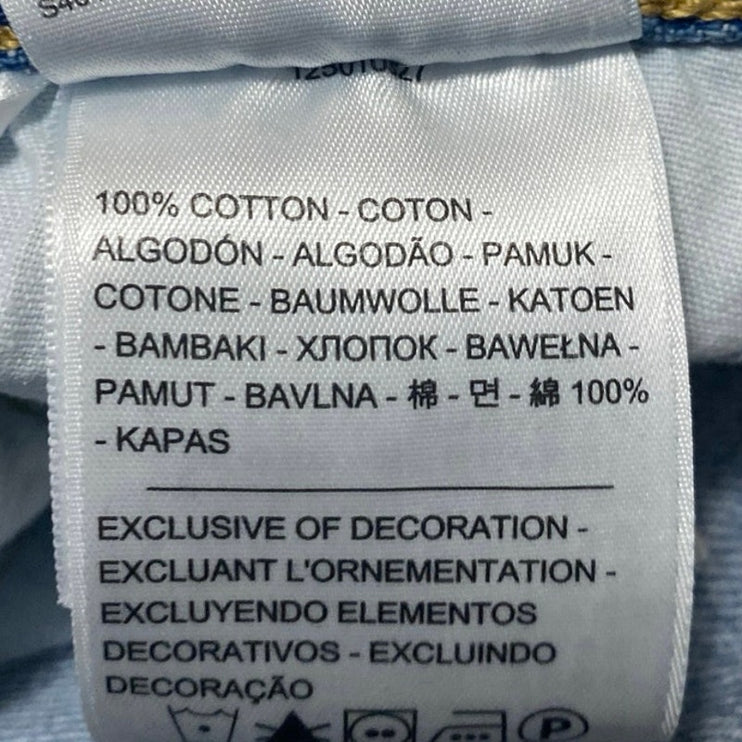 100% COTTON - COTON -
ALGODÓN - ALGODÃO - PAMUK -
COTONE - BAUMWOLLE - KATOEN
- BAMBAKI - ХЛОПОК - BAWEŁNA -
PAMUT - BAVLNA - 棉 - 면 - 綿 100%
- KAPAS
EXCLUSIVE OF DECORATION -
EXCLUANT L'ORNEMENTATION -
EXCLUYENDO ELEMENTOS
DECORATIVOS - EXCLUINDO
DECORAÇÃO
P